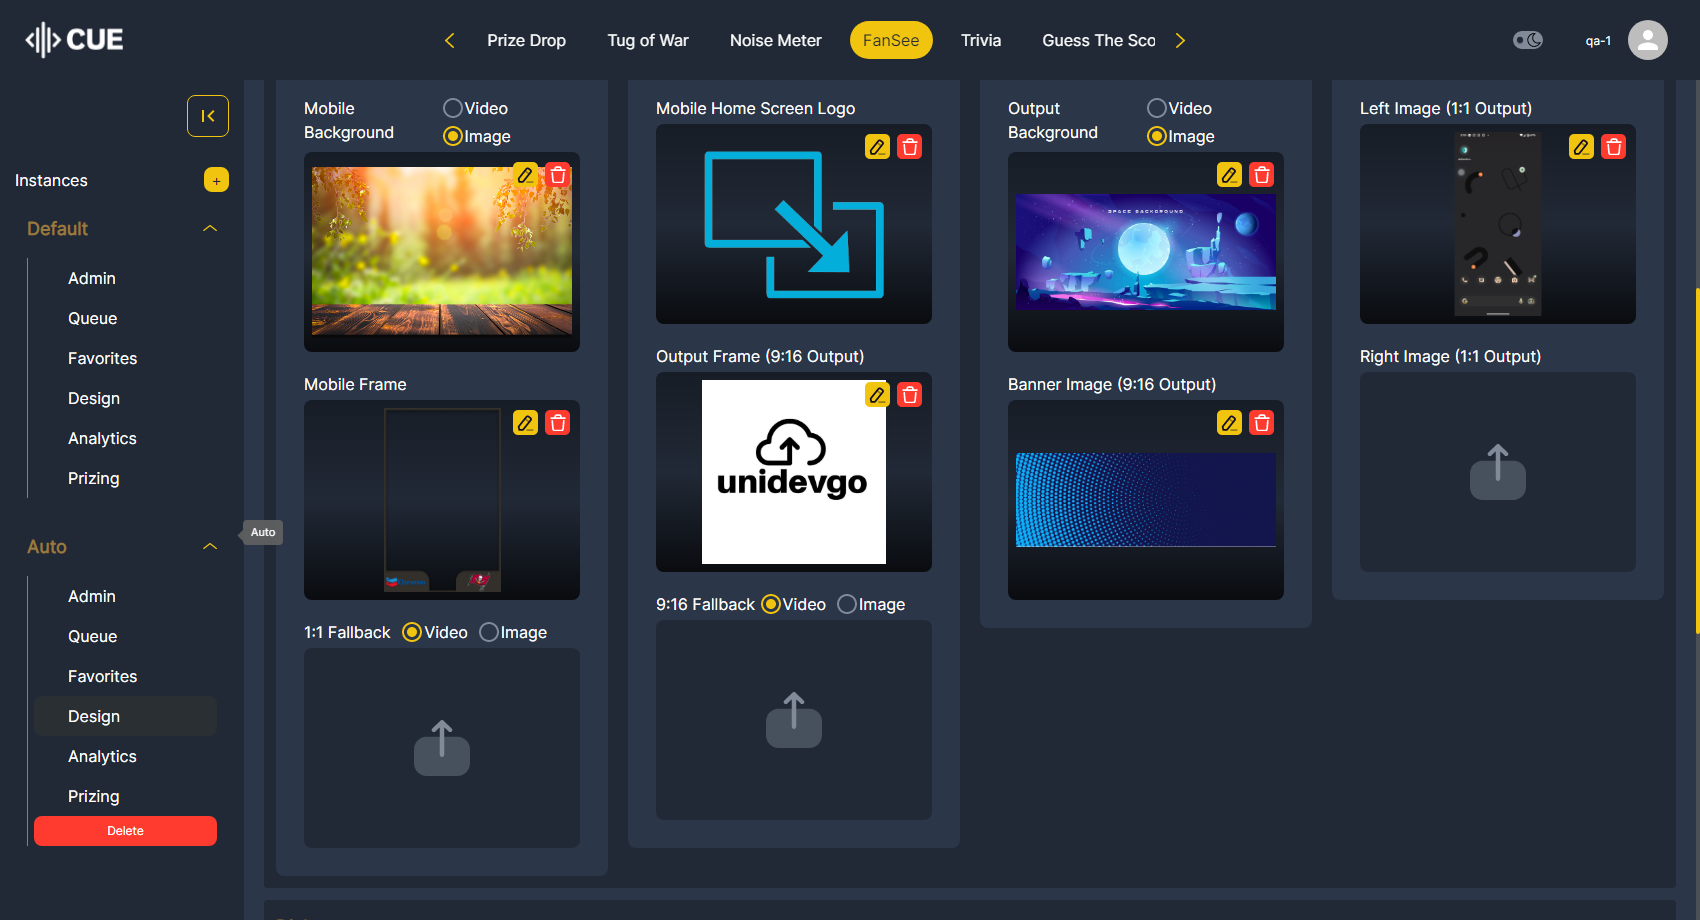 CUE
Prize Drop
Tug of War
Noise Meter
FanSee
Trivia
Guess The Sco
qa-1
Instances
+
Default
Admin
Queue
Favorites
Design
Analytics
Prizing
Auto
Auto
Admin
Queue
Favorites
Design
Analytics
Prizing
Delete
Mobile
Background
Video
Image
Mobile Frame
1:1 Fallback
Video
Image
Mobile Home Screen Logo
Output Frame (9:16 Output)
unidevgo
9:16 Fallback
Video
Image
Output
Background
Video
Image
SPACE BACKGROUND
Banner Image (9:16 Output)
Left Image (1:1 Output)
Right Image (1:1 Output)